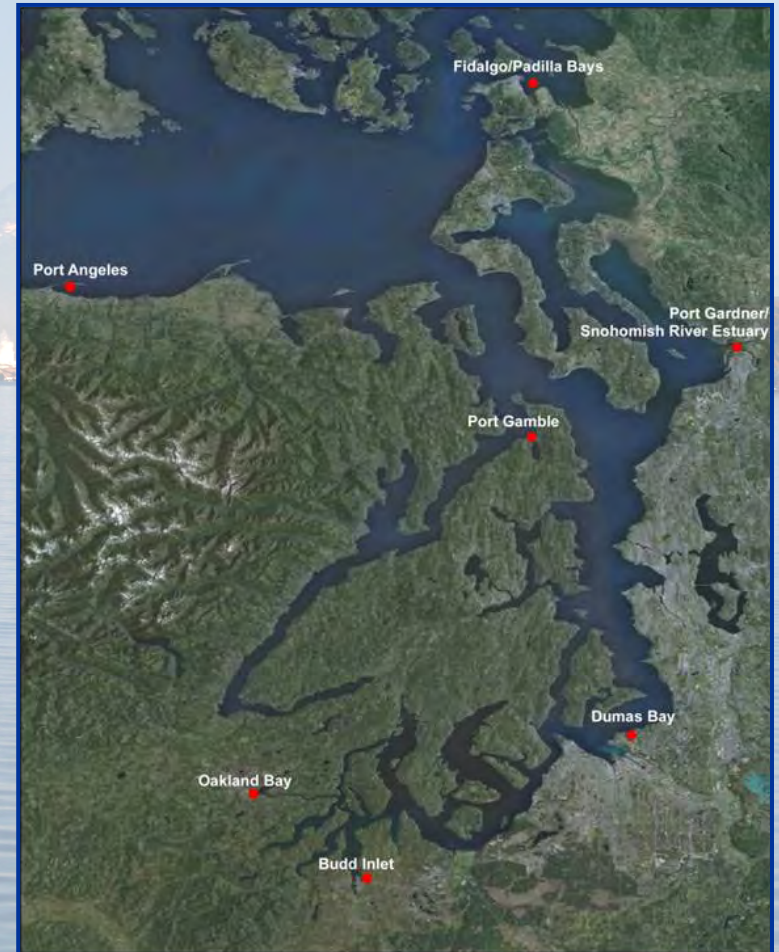 Fidalgo/Padilla Bays
Port Angeles
Port Gardner/
Snohomish River Estuary
Port Gamble
Dumas Bay
Oakland Bay
Budd Inlet